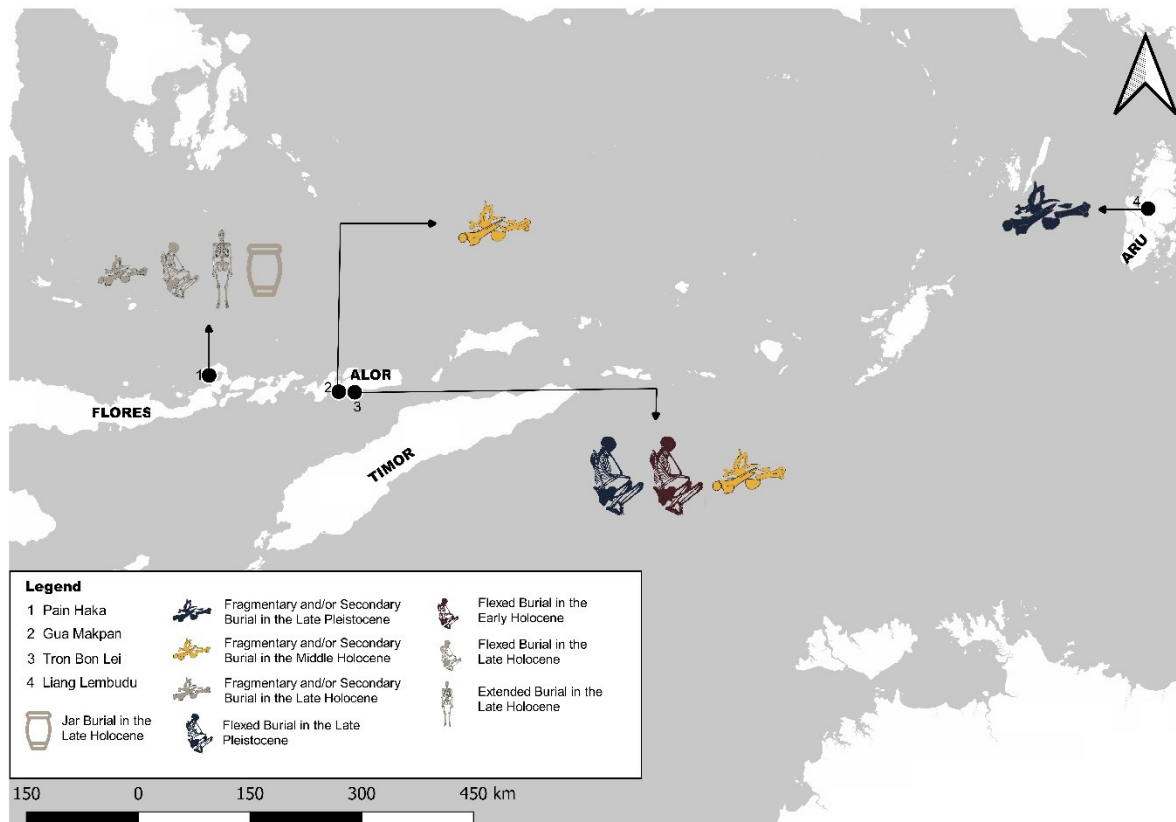 4
ARU
1
FLORES
2
ALOR
3
TIMOR
Legend
1 Pain Haka
2 Gua Makpan
3 Tron Bon Lei
4 Liang Lembudu
Jar Burial in the
Late Holocene
Fragmentary and/or Secondary
Burial in the Late Pleistocene
Fragmentary and/or Secondary
Burial in the Middle Holocene
Fragmentary and/or Secondary
Burial in the Late Holocene
Flexed Burial in the Late
Pleistocene
Flexed Burial in the
Early Holocene
Flexed Burial in the
Late Holocene
Extended Burial in the
Late Holocene
150 0 150 300 450 km